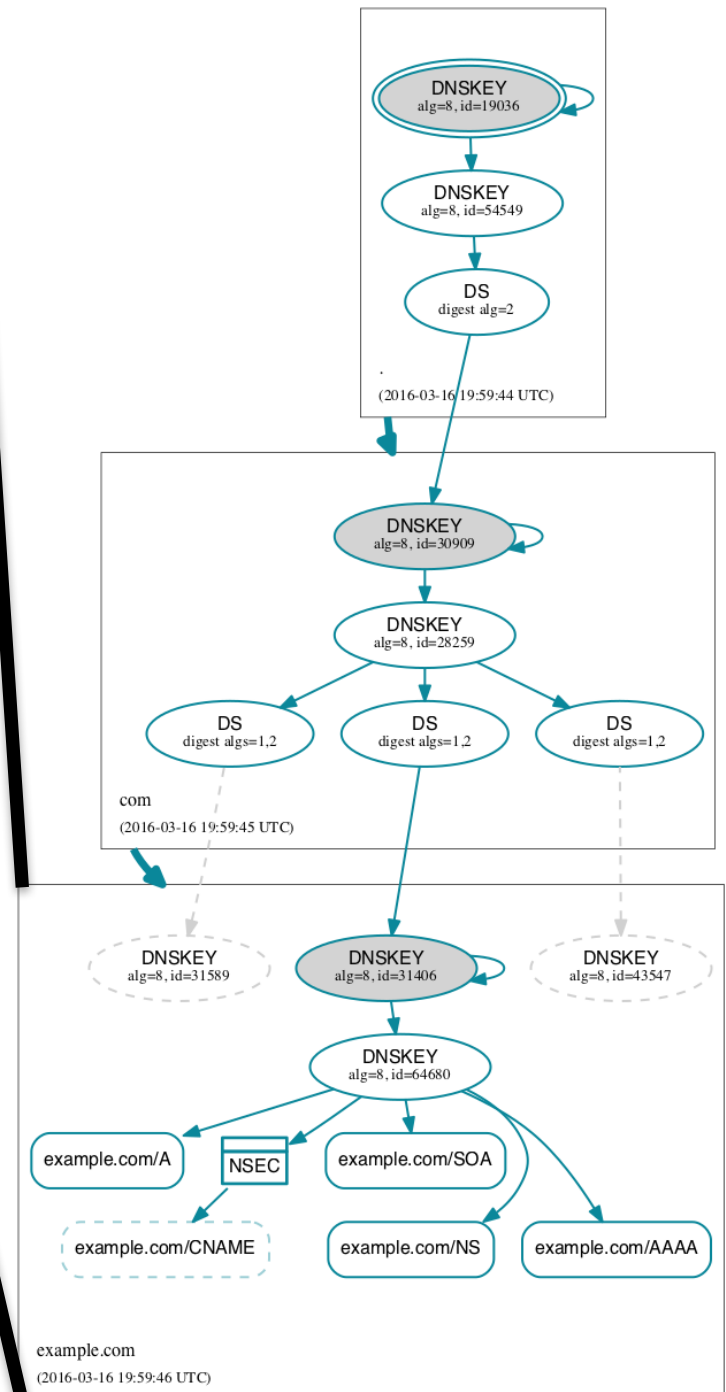 DNSKEY
alg=8, id=19036
DNSKEY
alg=8, id=54549
DS
digest alg=2
.
(2016-03-16 19:59:44 UTC)
DNSKEY
alg=8, id=30909
DNSKEY
alg=8, id=28259
DS
digest algs=1,2
DS
digest algs=1,2
DS
digest algs=1,2
com
(2016-03-16 19:59:45 UTC)
DNSKEY
alg=8, id=31589
DNSKEY
alg=8, id=31406
DNSKEY
alg=8, id=43547
DNSKEY
alg=8, id=64680
example.com/A
NSEC
example.com/SOA
example.com/CNAME
example.com/NS
example.com/AAAA
example.com
(2016-03-16 19:59:46 UTC)